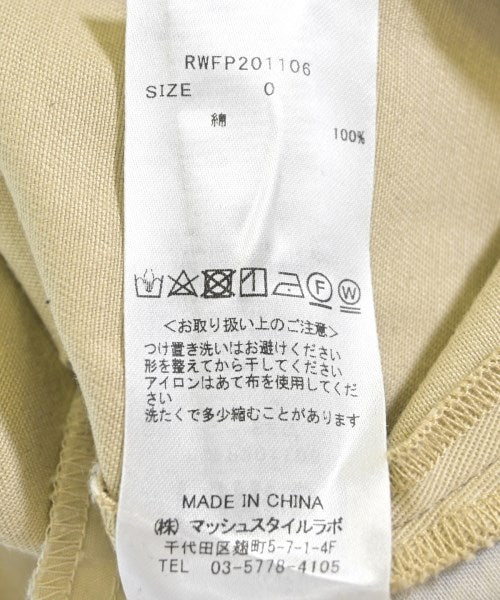 RWFP201106
SIZE 0
綿 100%
F W
<お取り扱い上のご注意>
つけ置き洗いはお避けください
形を整えてから干してください
アイロンはあて布を使用してくだ
さい
洗たくで多少縮むことがあります
MADE IN CHINA
(株) マッシュスタイルラボ
千代田区麹町5-7-1-4F
TEL 03-5778-4105